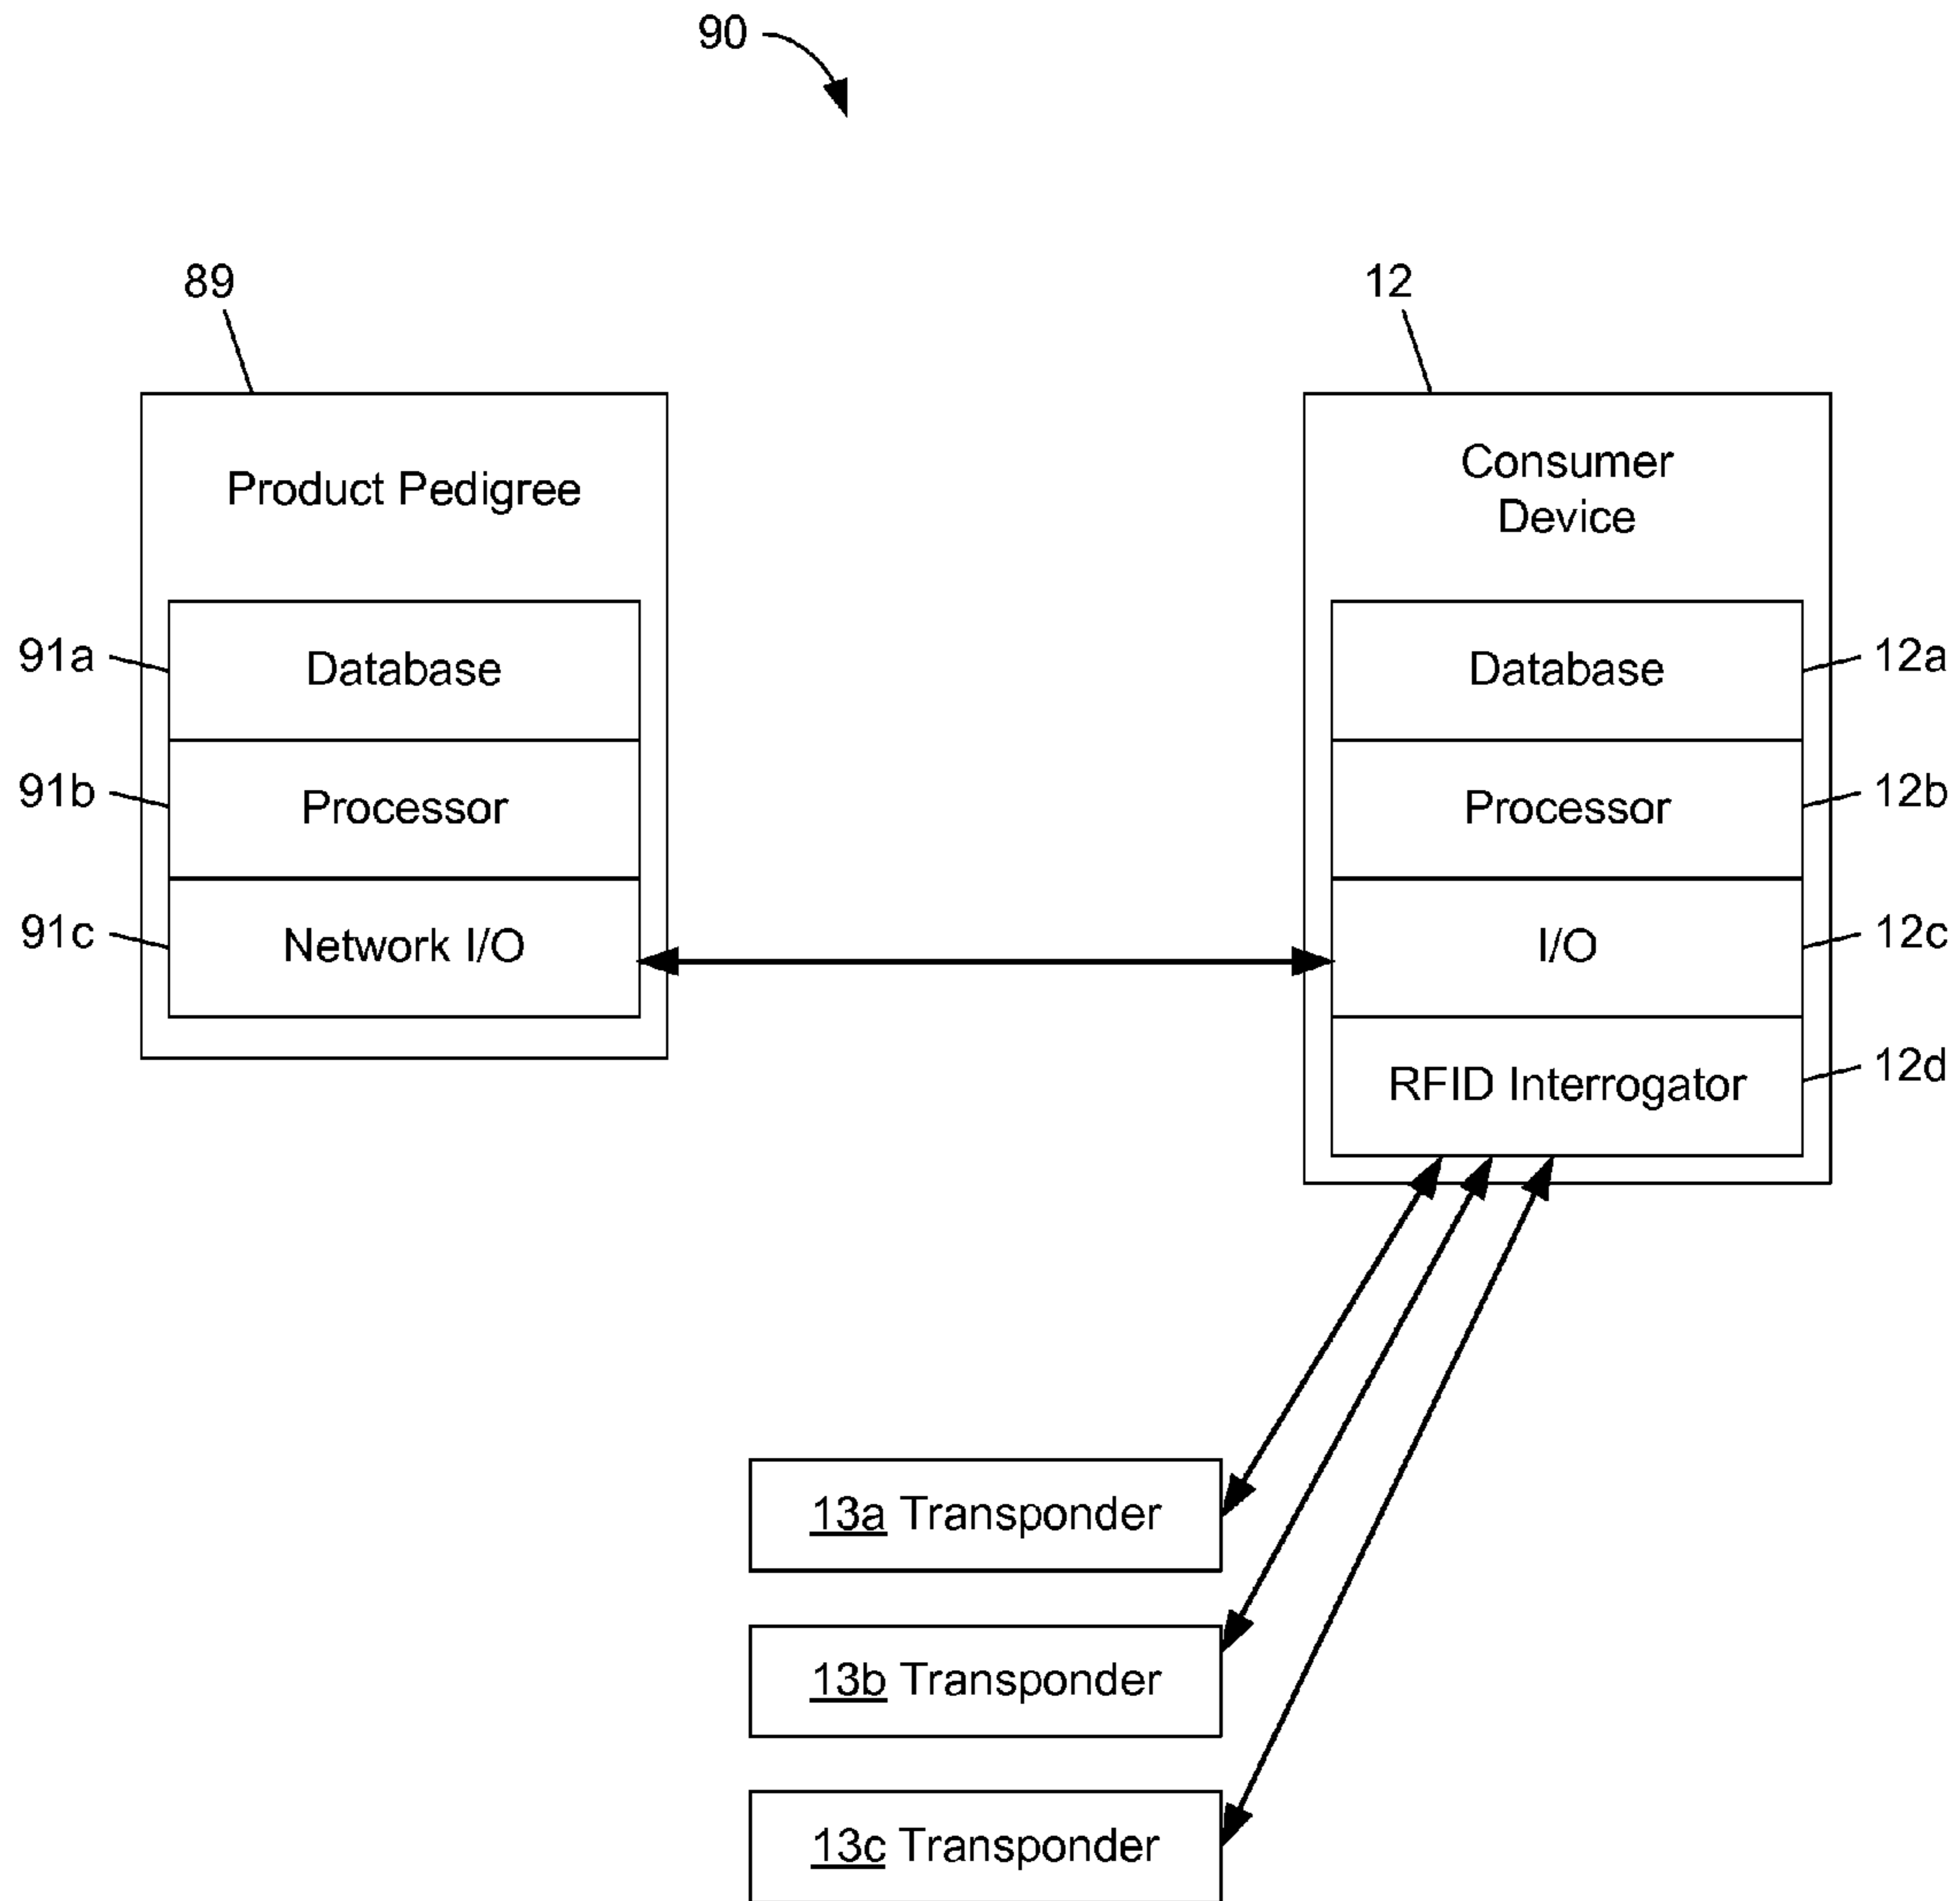 90
89
12
Product Pedigree
Consumer
Device
91a
Database
Database
12a
91b
Processor
Processor
12b
91c
Network I/O
I/O
12c
RFID Interrogator
12d
13a Transponder
13b Transponder
13c Transponder